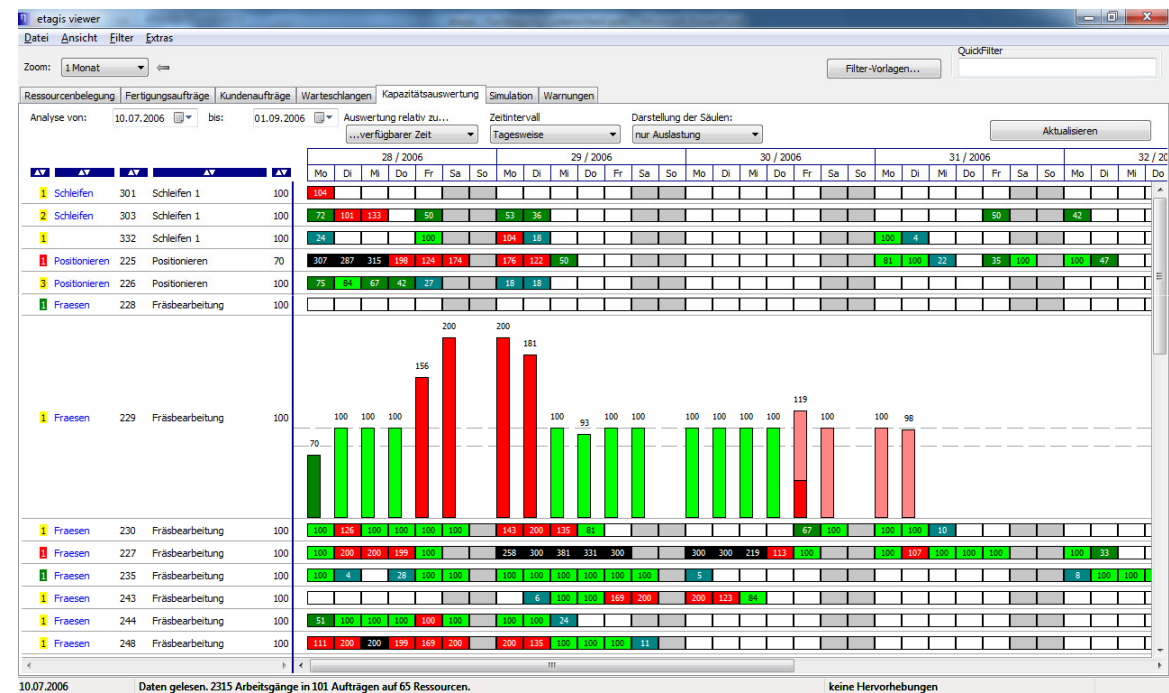 etagis viewer
Datei Ansicht Filter Extras
QuickFilter
Zoom: 1 Monat Filter-Vorlagen...
Ressourcenbelegung Fertigungsaufträge Kundenaufträge Warteschlangen Kapazitätsauswertung Simulation Warnungen
Analyse von: 10.07.2006 bis: 01.09.2006 Auswertung relativ zu... Zeitintervall Darstellung der Säulen:
...verfügbarer Zeit Tagesweise nur Auslastung Aktualisieren
28 / 2006 29 / 2006 30 / 2006 31 / 2006 32 / 20
Mo Di Mi Do Fr Sa So Mo Di Mi Do Fr Sa So Mo Di Mi Do Fr Sa So Mo Di Mi Do Fr Sa So Mo Di Mi Do
1 Schleifen 301 Schleifen 1 100 104
2 Schleifen 303 Schleifen 1 100 72 101 133 50 53 36 50 42
1 332 Schleifen 1 100 24 100 104 18 100 4
1 Positionieren 225 Positionieren 70 307 287 315 198 124 174 176 122 50 81 100 22 35 100 100 47
3 Positionieren 226 Positionieren 100 75 84 67 42 27 18 18
1 Fraesen 228 Fräsbearbeitung 100
200 200
181
156
119
1 Fraesen 229 Fräsbearbeitung 100 100 100 100 100 93 100 100 100 100 100 100 100 100 98
70
1 Fraesen 230 Fräsbearbeitung 100 100 126 100 100 100 100 143 200 135 81 67 100 100 100 10
1 Fraesen 227 Fräsbearbeitung 100 100 200 200 199 100 258 300 381 331 300 300 300 219 113 100 100 107 100 100 100 100 33
1 Fraesen 235 Fräsbearbeitung 100 100 4 28 100 100 100 100 100 100 100 100 5 8 100 100
1 Fraesen 243 Fräsbearbeitung 100 6 100 100 169 200 200 123 84
1 Fraesen 244 Fräsbearbeitung 100 51 100 100 100 100 100 100 100 24
1 Fraesen 248 Fräsbearbeitung 100 111 200 200 199 169 200 200 135 100 100 100 11
10.07.2006 Daten gelesen. 2315 Arbeitsgänge in 101 Aufträgen auf 65 Ressourcen. keine Hervorhebungen